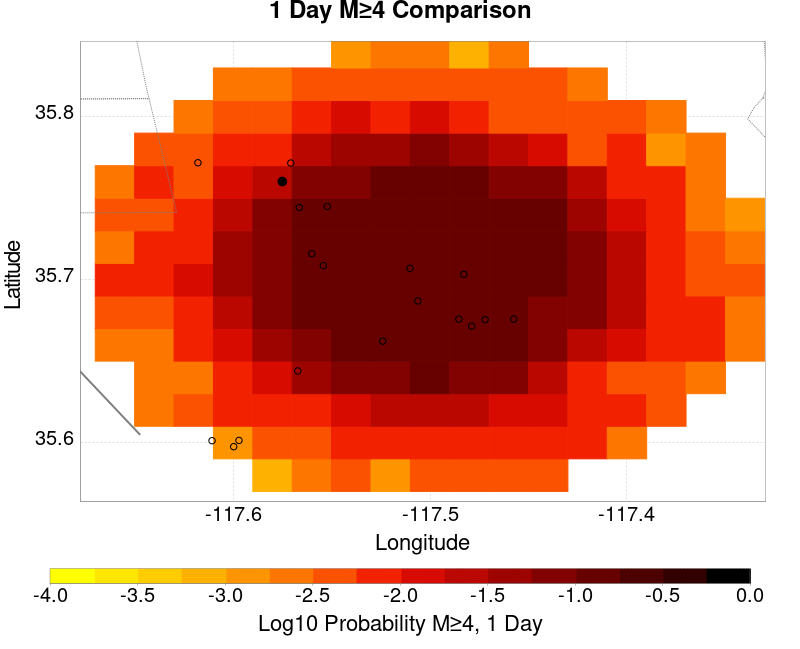 1 Day M≥4 Comparison
35.8
35.7
35.6
Latitude
-117.6 -117.5 -117.4
Longitude
-4.0 -3.5 -3.0 -2.5 -2.0 -1.5 -1.0 -0.5 0.0
Log10 Probability M≥4, 1 Day